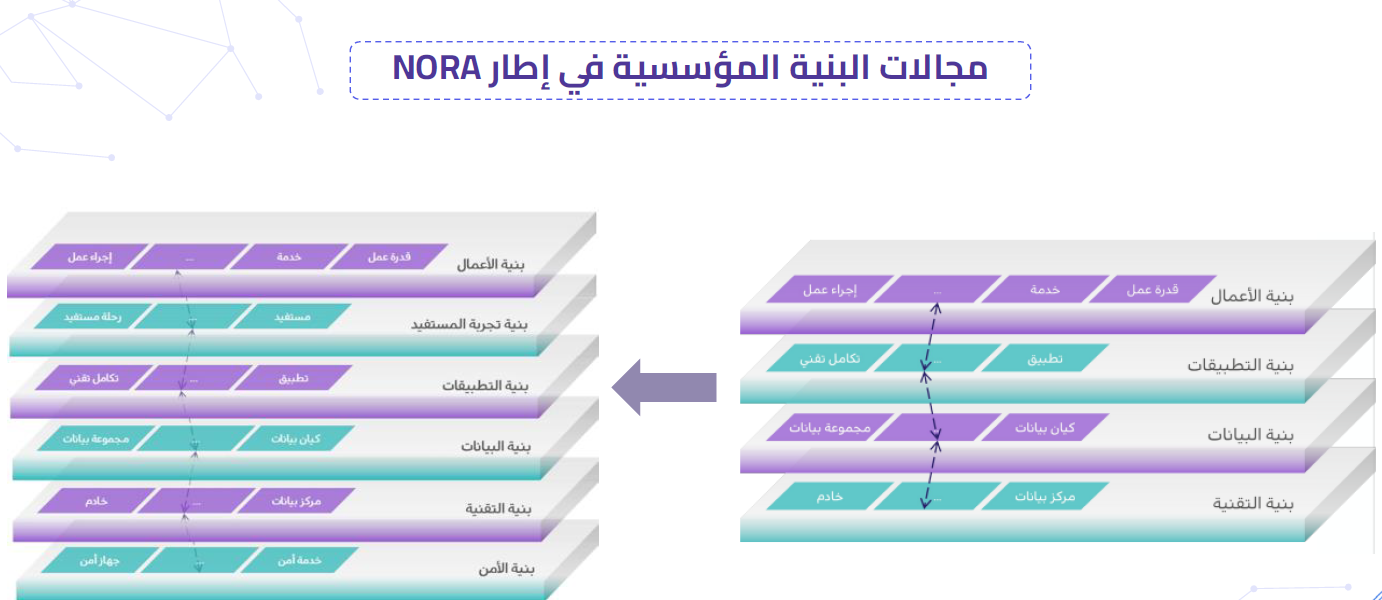 مجالات البنية المؤسسية في إطار NORA
بنية الأعمال
قدرة عمل
خدمة
...
إجراء عمل
بنية التطبيقات
تطبيق
...
تكامل تقني
بنية البيانات
كيان بيانات
مجموعة بيانات
بنية التقنية
مركز بيانات
...
خادم
بنية الأعمال
قدرة عمل
خدمة
...
إجراء عمل
بنية تجربة المستفيد
مستفيد
...
رحلة مستفيد
بنية التطبيقات
تطبيق
...
تكامل تقني
بنية البيانات
كيان بيانات
...
مجموعة بيانات
بنية التقنية
مركز بيانات
...
خادم
بنية الأمن
خدمة أمن
...
جهاز أمن